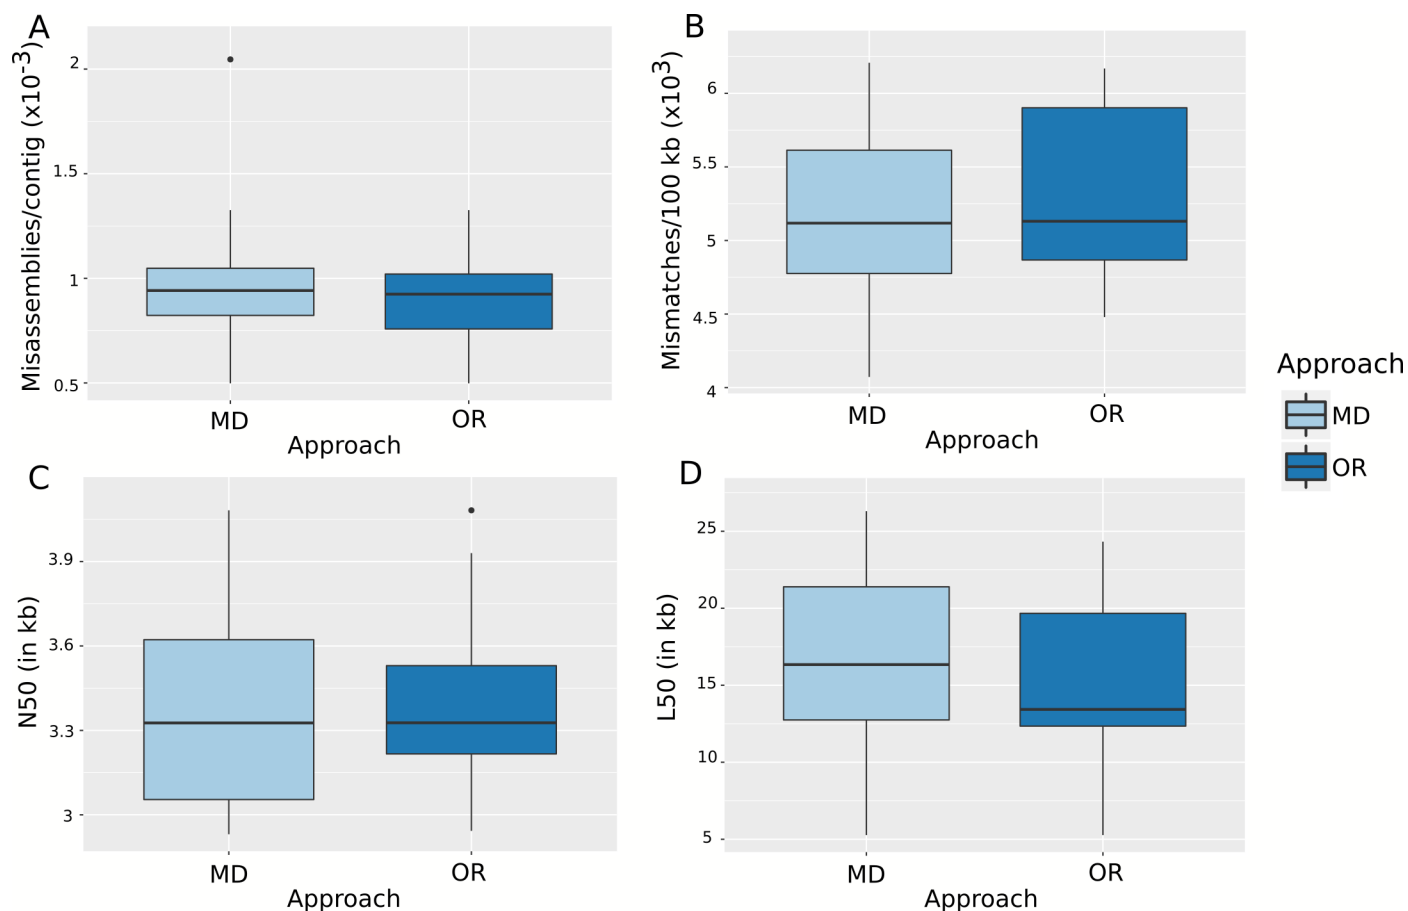 A
Misassemblies/contig (x10⁻³)
2
1.5
1
0.5
MD
OR
Approach
B
Mismatches/100 kb (x10³)
6
5.5
5
4.5
4
MD
OR
Approach
Approach
MD
OR
C
N50 (in kb)
3.9
3.6
3.3
3
MD
OR
Approach
D
L50 (in kb)
25
20
15
10
5
MD
OR
Approach